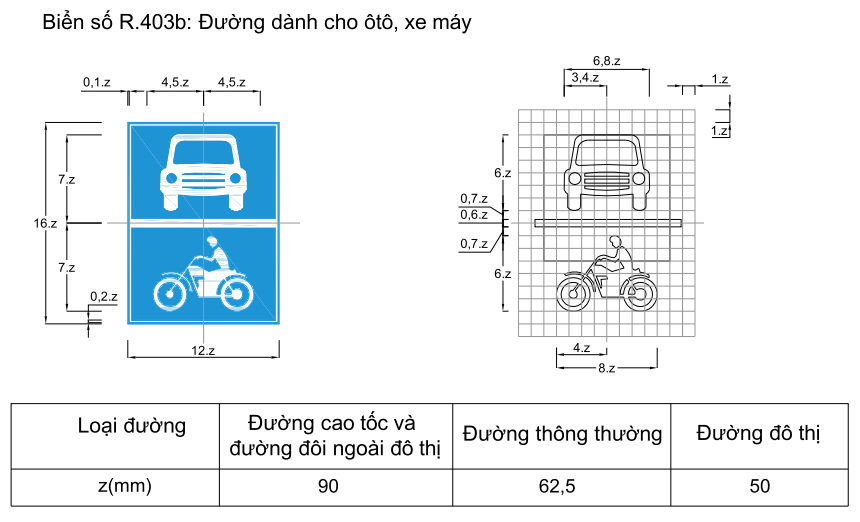 Biển số R.403b: Đường dành cho ôtô, xe máy
0,1.z 4,5.z 4,5.z
7.z
16.z
7.z
0,2.z
12.z
6,8.z
3,4.z
1.z
1.z
6.z
0,7.z
0,6.z
0,7.z
6.z
4.z
8.z
Loại đường
Đường cao tốc và
đường đôi ngoài đô thị
Đường thông thường
Đường đô thị
z(mm) 90 62,5 50